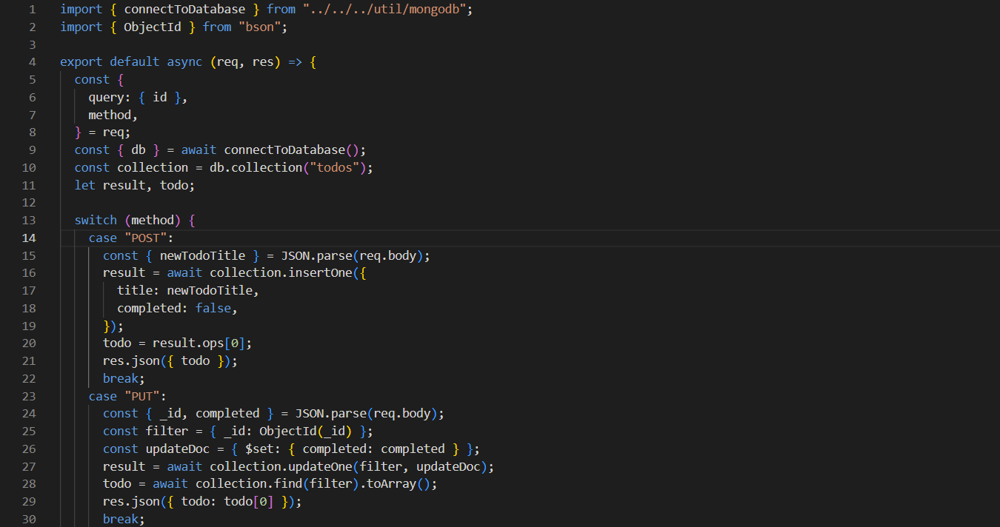 1 import { connectToDatabase } from "../../../util/mongodb";
2 import { ObjectId } from "bson";
3
4 export default async (req, res) => {
5   const {
6     query: { id },
7     method,
8   } = req;
9   const { db } = await connectToDatabase();
10   const collection = db.collection("todos");
11   let result, todo;
12
13   switch (method) {
14     case "POST":
15       const { newTodoTitle } = JSON.parse(req.body);
16       result = await collection.insertOne({
17         title: newTodoTitle,
18         completed: false,
19       });
20       todo = result.ops[0];
21       res.json({ todo });
22       break;
23     case "PUT":
24       const { _id, completed } = JSON.parse(req.body);
25       const filter = { _id: ObjectId(_id) };
26       const updateDoc = { $set: { completed: completed } };
27       result = await collection.updateOne(filter, updateDoc);
28       todo = await collection.find(filter).toArray();
29       res.json({ todo: todo[0] });
30       break;